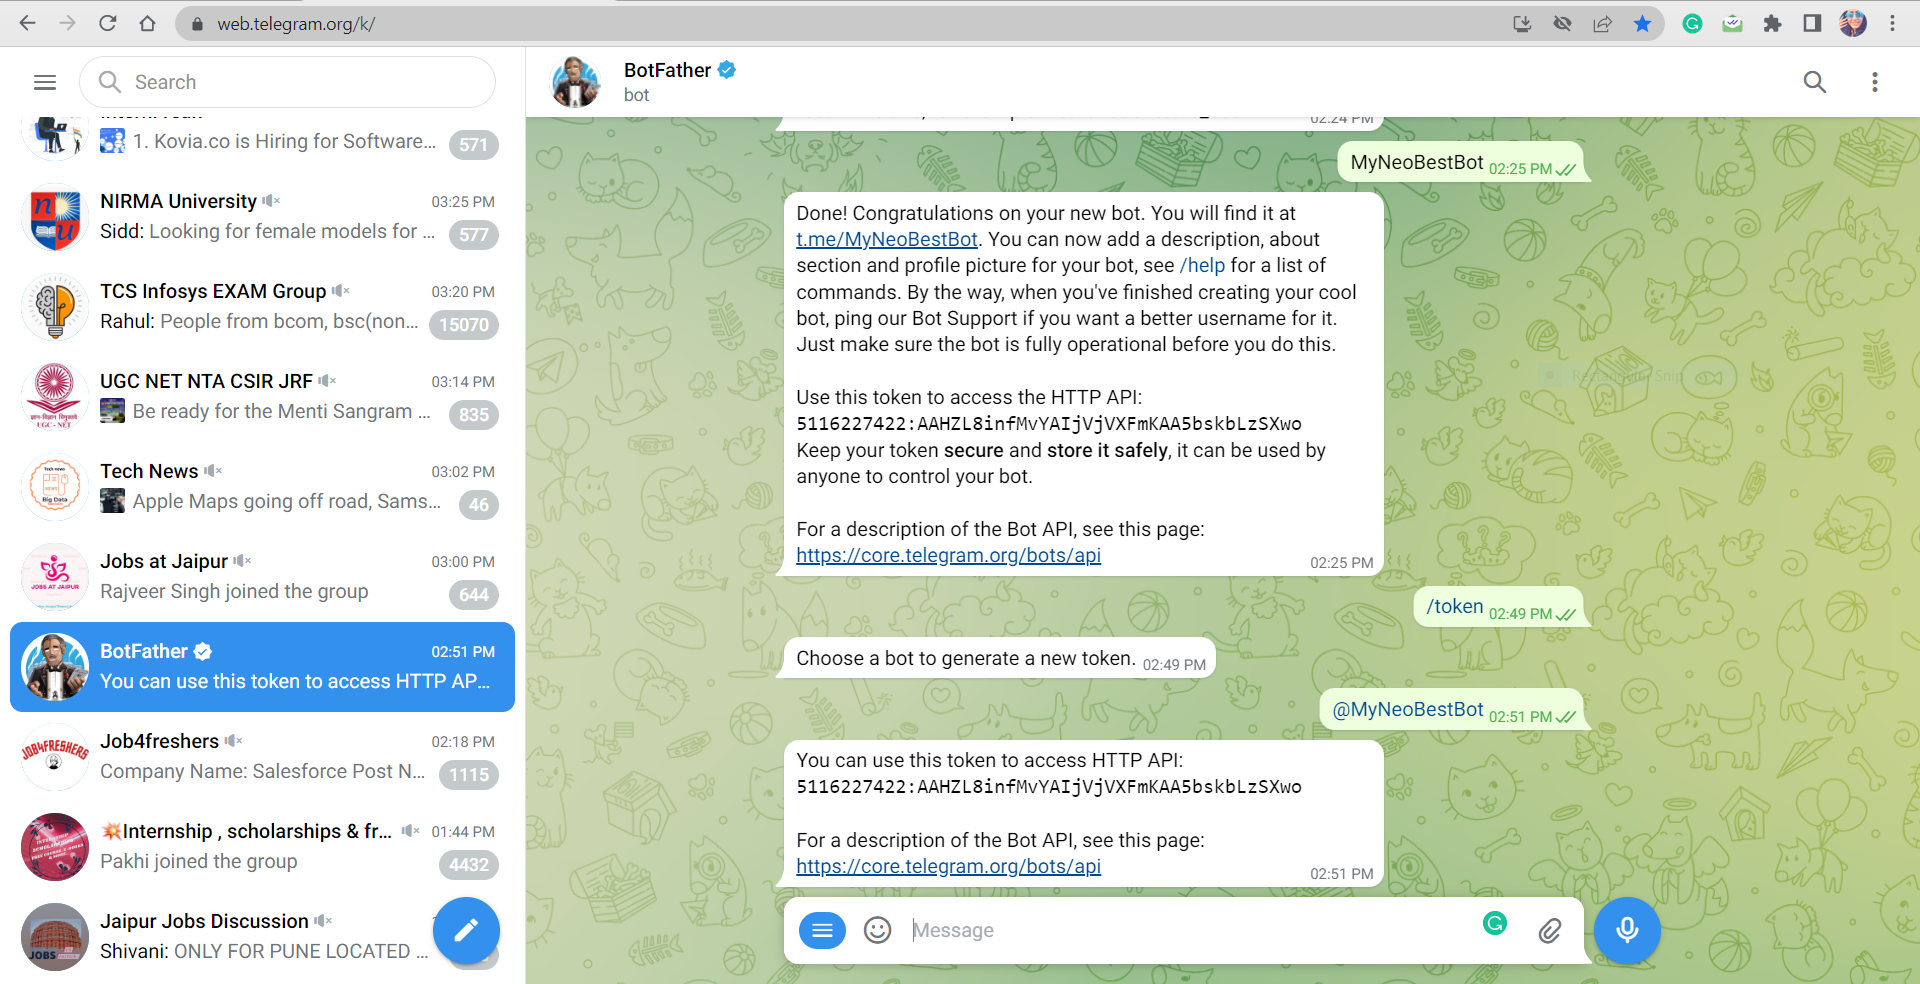 web.telegram.org/k/
Search
1. Kovia.co is Hiring for Software...
571
NIRMA University
03:25 PM
Sidd: Looking for female models for ...
577
TCS Infosys EXAM Group
03:20 PM
Rahul: People from bcom, bsc(non...
15070
UGC NET NTA CSIR JRF
03:14 PM
Be ready for the Menti Sangram ...
835
UGC - NET
Tech News
03:02 PM
Apple Maps going off road, Sams...
46
Tech news
Big Data
Jobs at Jaipur
03:00 PM
Rajveer Singh joined the group
644
JOBS AT JAIPUR
BotFather
02:51 PM
You can use this token to access HTTP AP...
Job4freshers
02:18 PM
Company Name: Salesforce Post N...
1115
JOB4FRESHERS
💥Internship , scholarships & fr...
01:44 PM
Pakhi joined the group
4432
Jaipur Jobs Discussion
Shivani: ONLY FOR PUNE LOCATED ...
JOBS
BotFather
bot
02:24 PM
MyNeoBestBot 02:25 PM
Done! Congratulations on your new bot. You will find it at
t.me/MyNeoBestBot. You can now add a description, about
section and profile picture for your bot, see /help for a list of
commands. By the way, when you've finished creating your cool
bot, ping our Bot Support if you want a better username for it.
Just make sure the bot is fully operational before you do this.
Use this token to access the HTTP API:
5116227422:AAHZL8infMvYAIjVjVXFmKAA5bskbLzSXwo
Keep your token secure and store it safely, it can be used by
anyone to control your bot.
For a description of the Bot API, see this page:
https://core.telegram.org/bots/api
02:25 PM
/token 02:49 PM
Choose a bot to generate a new token. 02:49 PM
@MyNeoBestBot 02:51 PM
You can use this token to access HTTP API:
5116227422:AAHZL8infMvYAIjVjVXFmKAA5bskbLzSXwo
For a description of the Bot API, see this page:
https://core.telegram.org/bots/api
02:51 PM
Message
Rectangular Snip